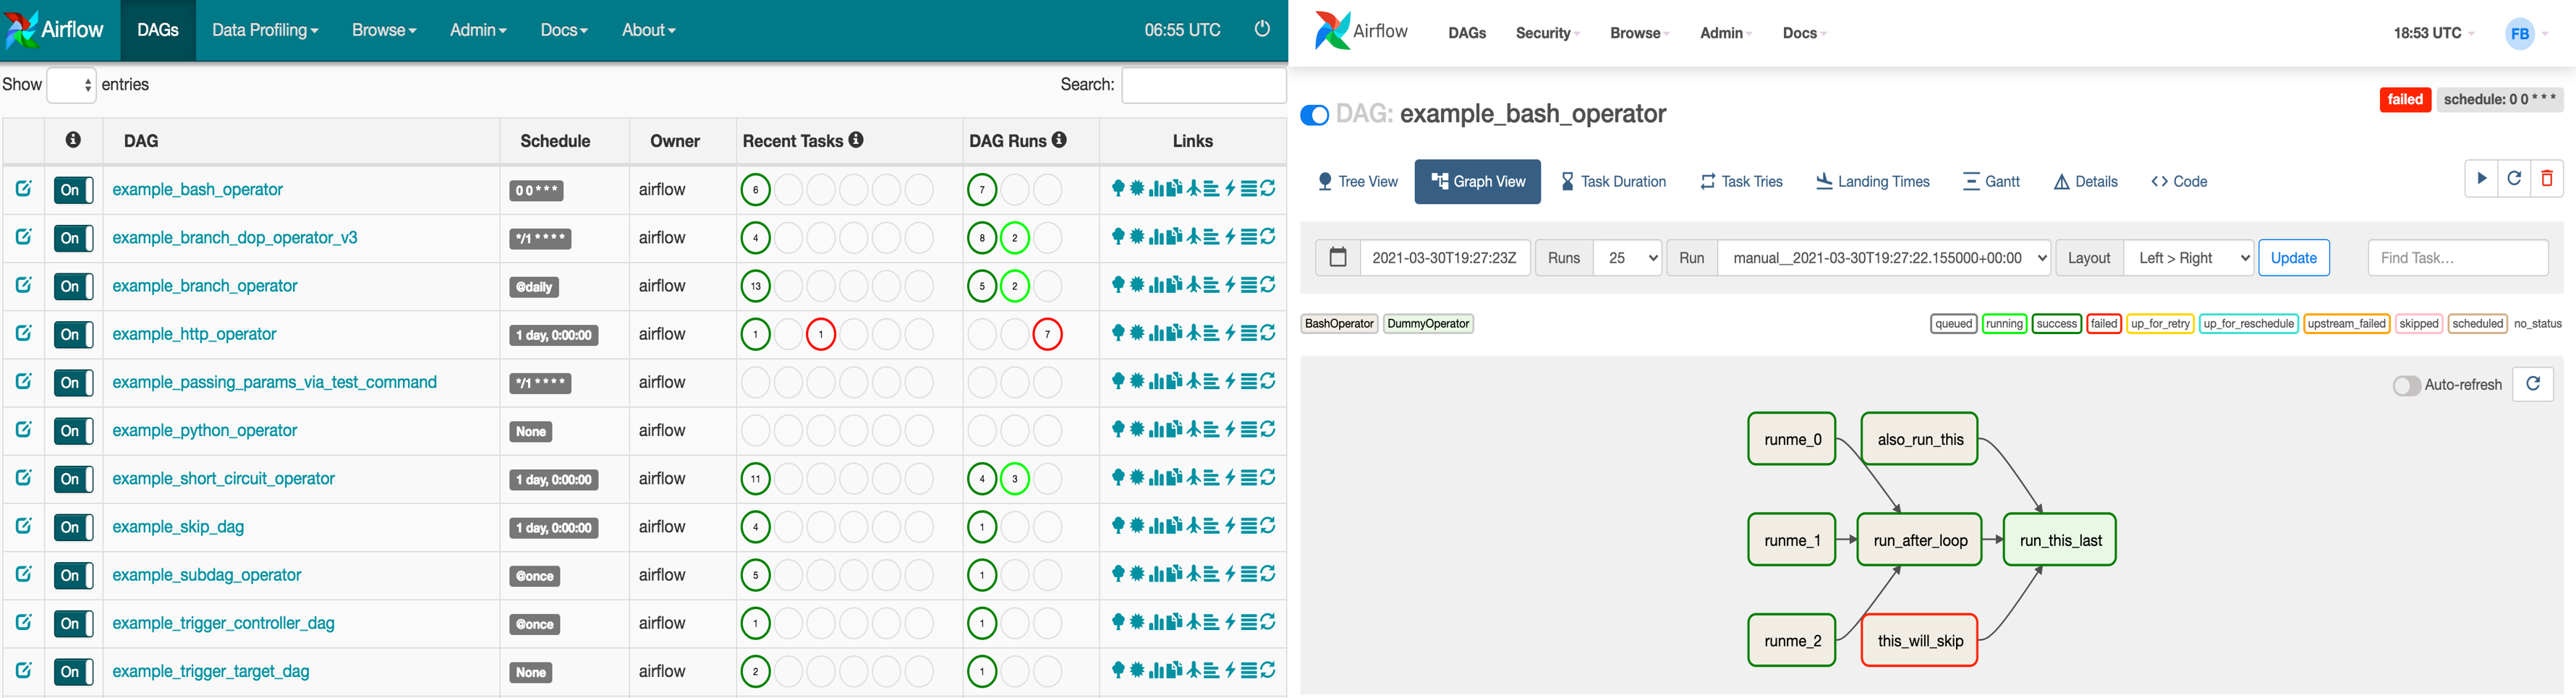 Airflow DAGs Data Profiling Browse Admin Docs About 06:55 UTC
Show entries Search:
DAG Schedule Owner Recent Tasks DAG Runs Links
On example_bash_operator 0 0 * * * airflow 6 7
On example_branch_dop_operator_v3 */1 * * * * airflow 4 8 2
On example_branch_operator @daily airflow 13 5 2
On example_http_operator 1 day, 0:00:00 airflow 1 1 7
On example_passing_params_via_test_command */1 * * * * airflow
On example_python_operator None airflow
On example_short_circuit_operator 1 day, 0:00:00 airflow 11 4 3
On example_skip_dag 1 day, 0:00:00 airflow 4 1
On example_subdag_operator @once airflow 5 1
On example_trigger_controller_dag @once airflow 1 1
On example_trigger_target_dag None airflow 2 1
Airflow DAGs Security Browse Admin Docs 18:53 UTC FB
failed schedule: 0 0 * * *
DAG: example_bash_operator
Tree View Graph View Task Duration Task Tries Landing Times Gantt Details <> Code
2021-03-30T19:27:23Z Runs 25 Run manual__2021-03-30T19:27:22.155000+00:00 Layout Left > Right Update Find Task...
BashOperator DummyOperator queued running success failed up_for_retry up_for_reschedule upstream_failed skipped scheduled no_status
Auto-refresh
runme_0 also_run_this
runme_1 run_after_loop run_this_last
runme_2 this_will_skip